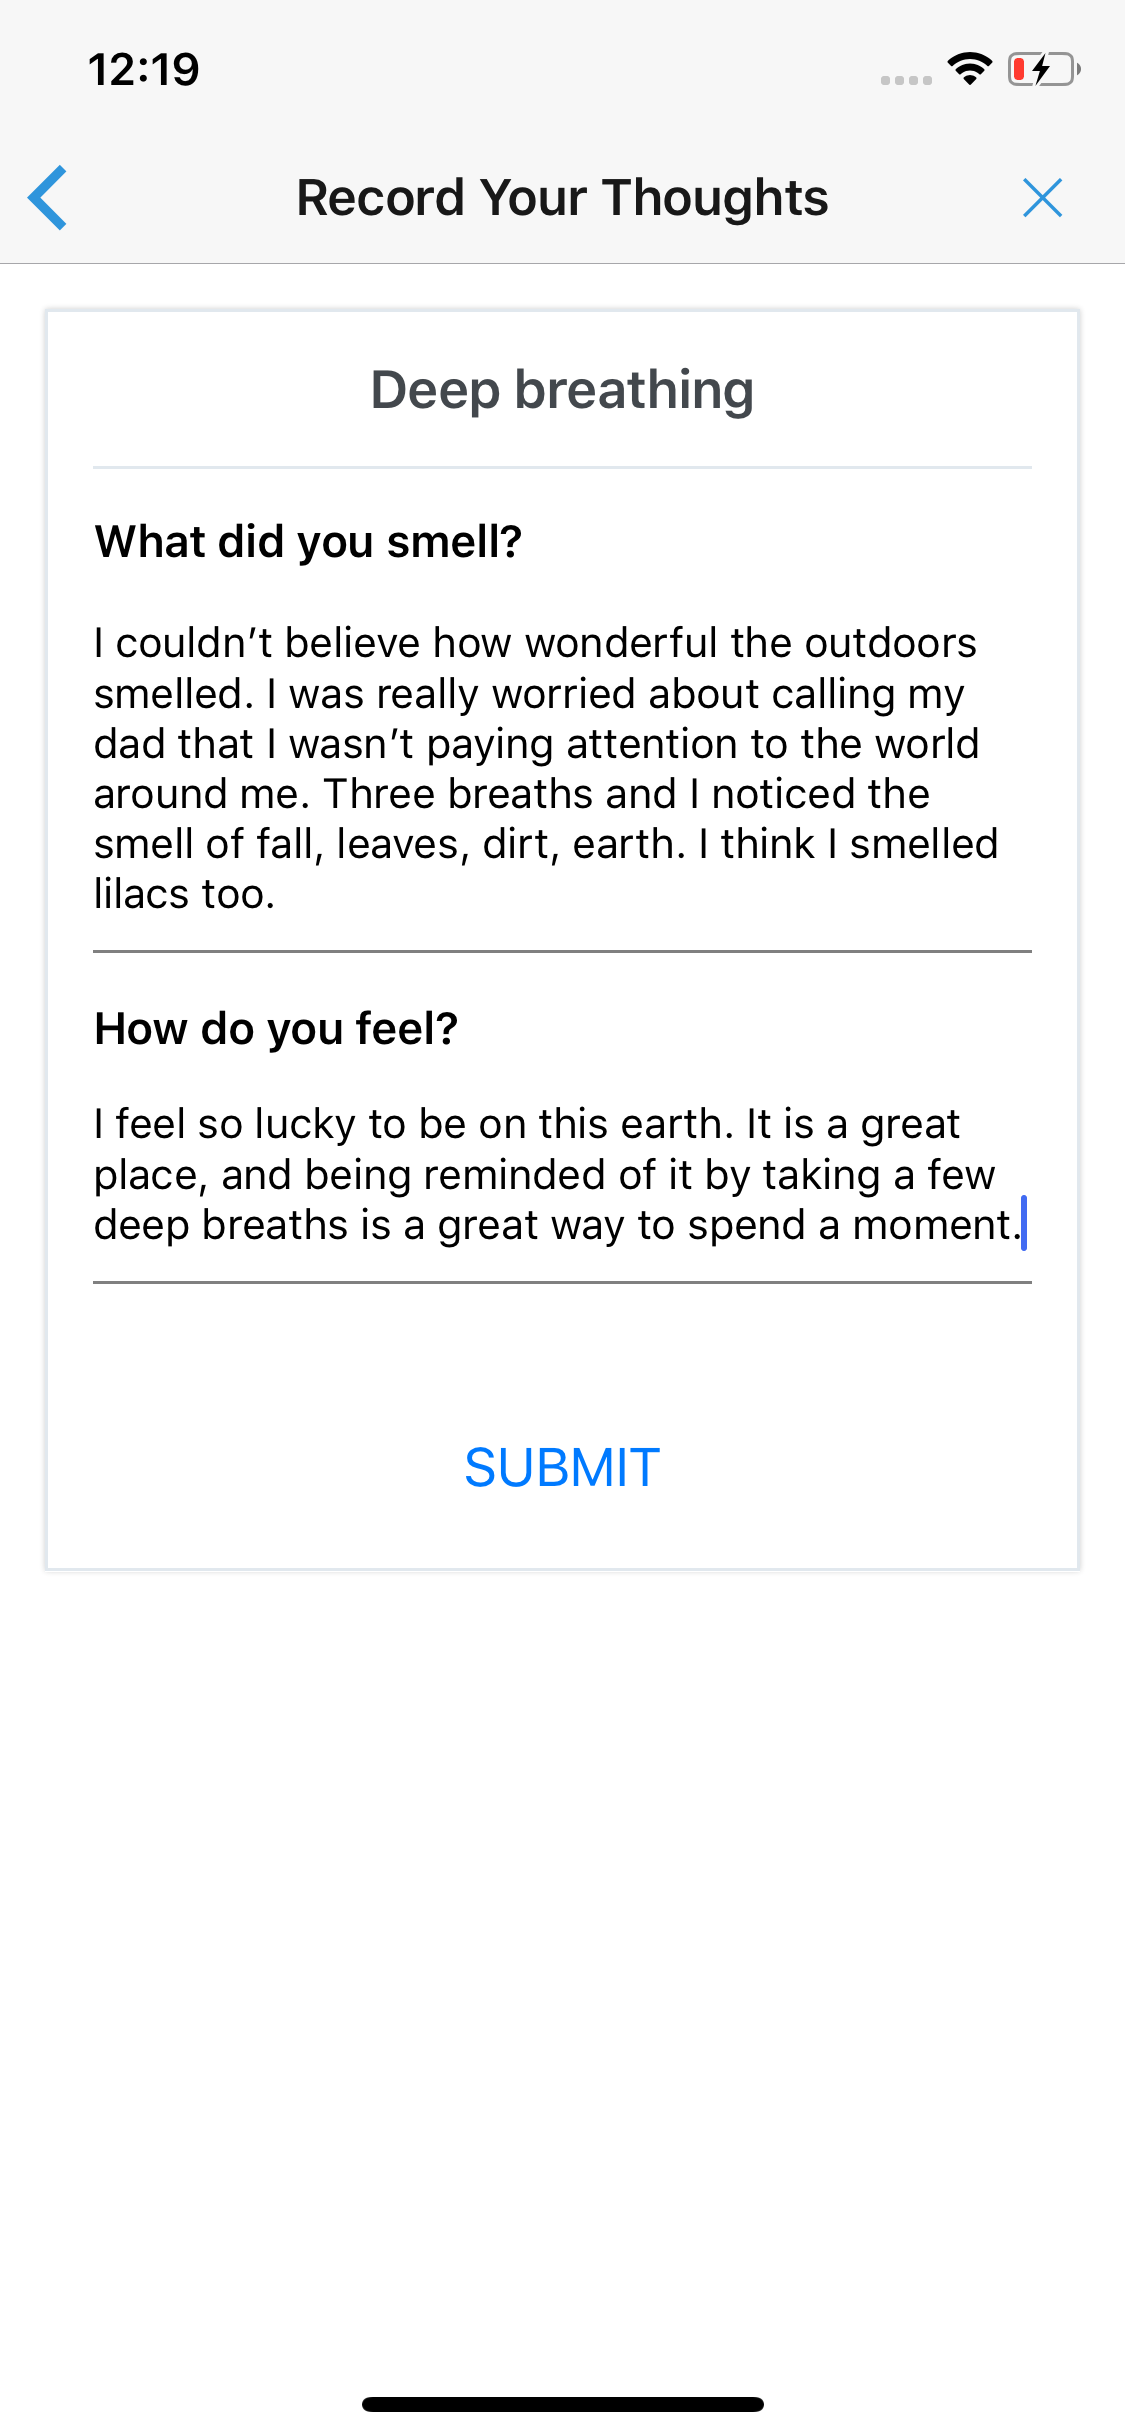 12:19
Record Your Thoughts
Deep breathing
What did you smell?
I couldn’t believe how wonderful the outdoors
smelled. I was really worried about calling my
dad that I wasn’t paying attention to the world
around me. Three breaths and I noticed the
smell of fall, leaves, dirt, earth. I think I smelled
lilacs too.
How do you feel?
I feel so lucky to be on this earth. It is a great
place, and being reminded of it by taking a few
deep breaths is a great way to spend a moment.
SUBMIT